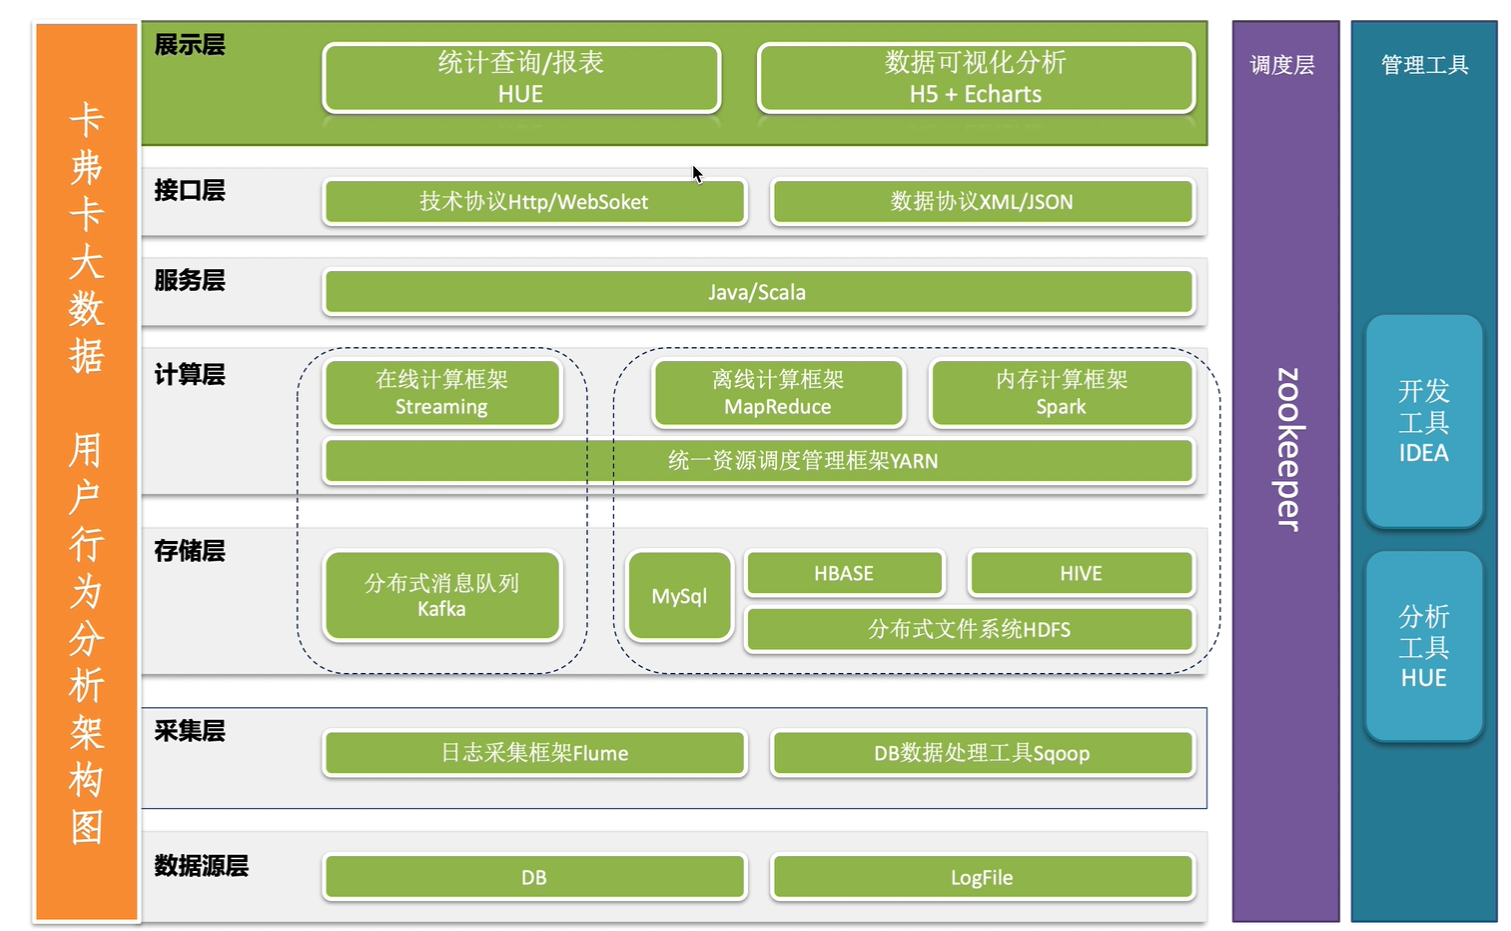 卡弗卡大数据 用户行为分析架构图
展示层
统计查询/报表
HUE
数据可视化分析
H5 + Echarts
接口层
技术协议Http/WebSoket
数据协议XML/JSON
服务层
Java/Scala
计算层
在线计算框架
Streaming
离线计算框架
MapReduce
内存计算框架
Spark
统一资源调度管理框架YARN
存储层
分布式消息队列
Kafka
MySql
HBASE
HIVE
分布式文件系统HDFS
采集层
日志采集框架Flume
DB数据处理工具Sqoop
数据源层
DB
LogFile
调度层
zookeeper
管理工具
开发
工具
IDEA
分析
工具
HUE